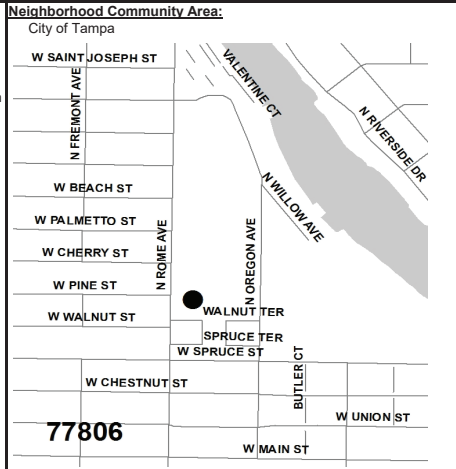 Neighborhood Community Area:
City of Tampa
W SAINT JOSEPH ST
VALENTINE CT
N FREMONT AVE
N RIVERSIDE DR
W BEACH ST
N WILLOW AVE
W PALMETTO ST
N ROME AVE
N OREGON AVE
W CHERRY ST
W PINE ST
WALNUT TER
W WALNUT ST
SPRUCE TER
W SPRUCE ST
BUTLER CT
W CHESTNUT ST
W UNION ST
77806
W MAIN ST